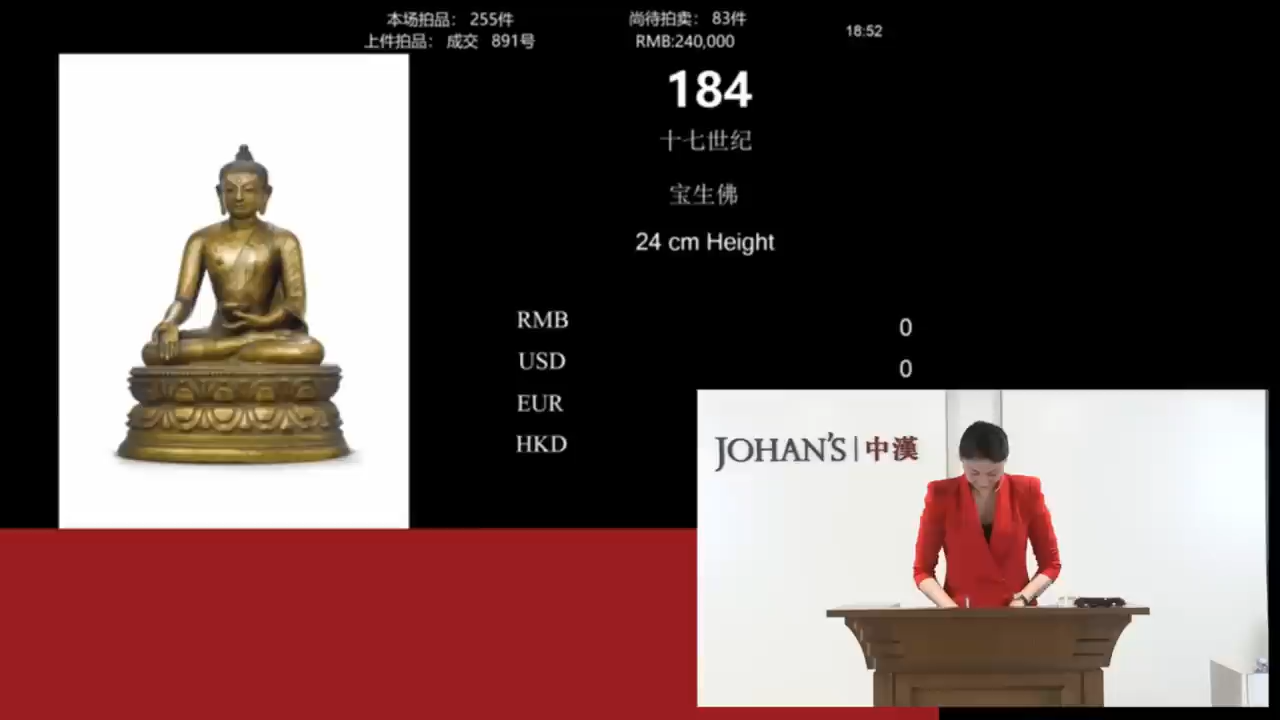 本场拍品: 255件
尚待拍卖: 83件
上件拍品: 成交 891号
RMB:240,000
18:52
184
十七世纪
宝生佛
24 cm Height
RMB 0
USD 0
EUR
HKD
JOHAN'S | 中漢